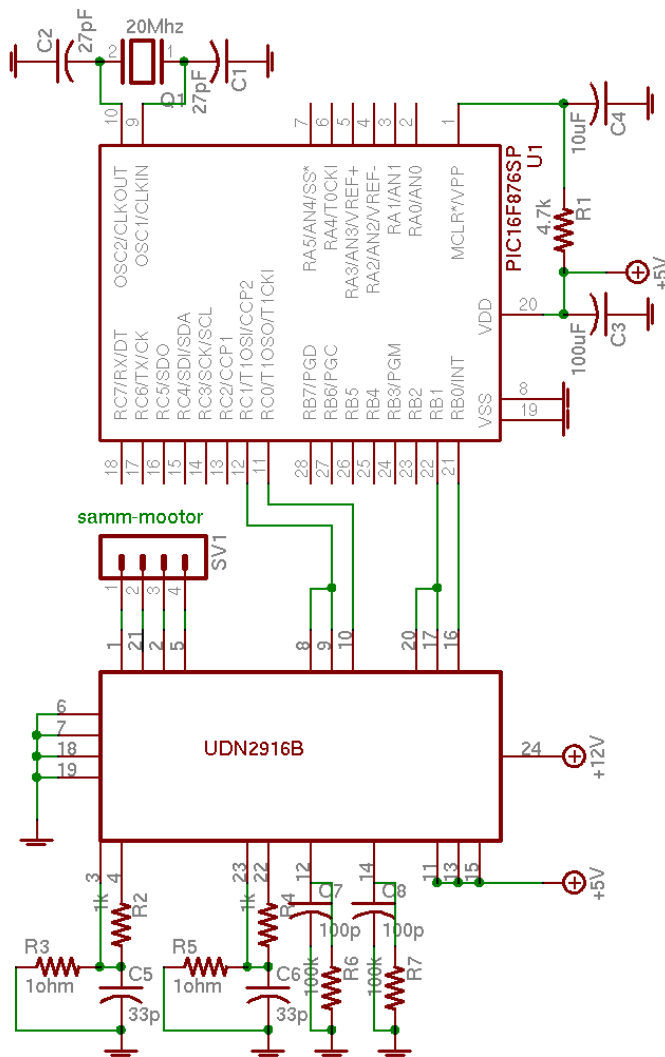 20Mhz
C2
27pF
2
1
27pF
C1
Q1
10
9
7
6
5
4
3
2
1
10uF
C4
OSC2/CLKOUT
OSC1/CLKIN
RA5/AN4/SS*
RA4/T0CKI
RA3/AN3/VREF+
RA2/AN2/VREF-
RA1/AN1
RA0/AN0
MCLR*/VPP
PIC16F876SP
U1
4.7k
R1
+5V
20
VDD
100uF
C3
8
19
VSS
RC7/RX/DT
RC6/TX/CK
RC5/SDO
RC4/SDI/SDA
RC3/SCK/SCL
RC2/CCP1
RC1/T1OSI/CCP2
RC0/T1OSO/T1CKI
RB7/PGD
RB6/PGC
RB5
RB4
RB3/PGM
RB2
RB1
RB0/INT
18
17
16
15
14
13
12
11
28
27
26
25
24
23
22
21
samm-mootor
SV1
1
2
3
4
1
21
2
5
8
9
10
20
17
16
6
7
18
19
UDN2916B
24
+12V
3
4
23
22
12
14
11
13
15
+5V
1k
R2
1k
R4
C7
100p
C8
100p
R3
1ohm
C5
33p
R5
1ohm
C6
33p
100k
R6
100k
R7